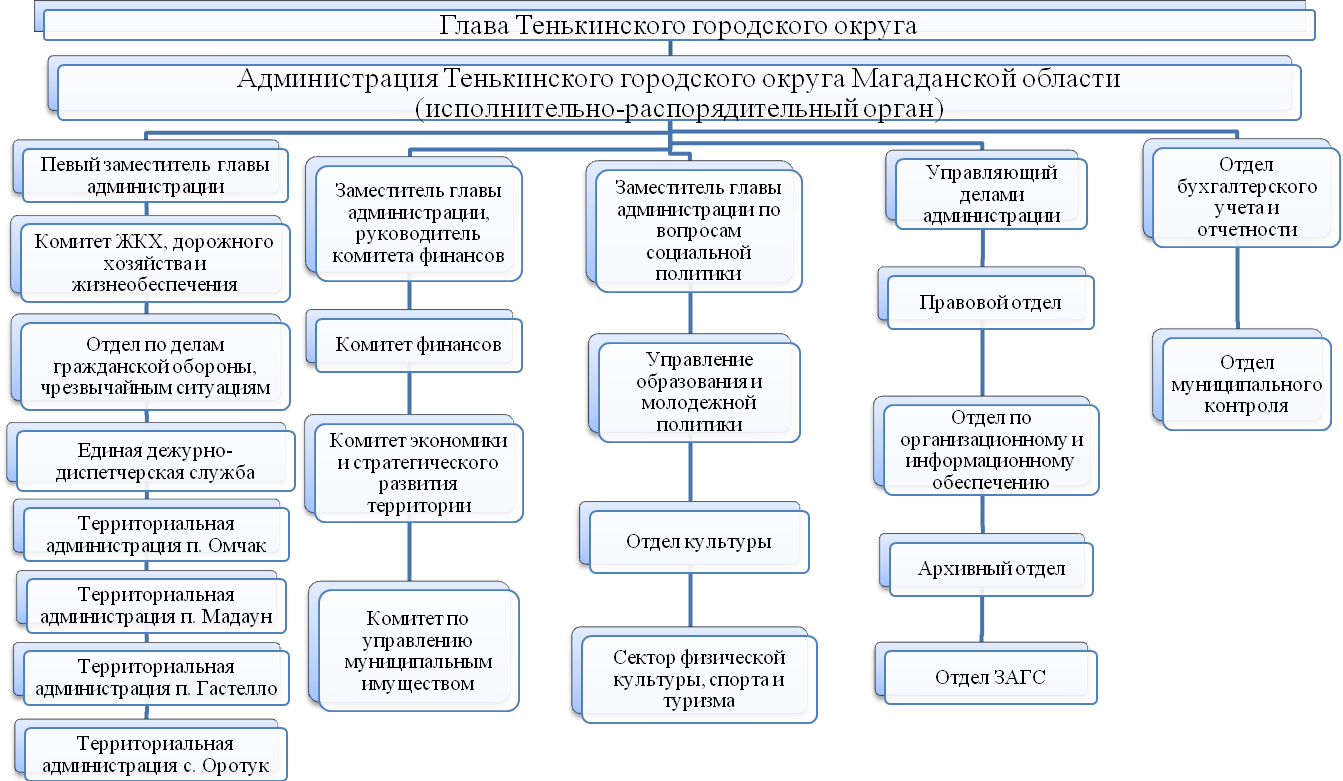 Глава Тенькинского городского округа
Администрация Тенькинского городского округа Магаданской области
(исполнительно-распорядительный орган)
Певый заместитель главы
администрации
Комитет ЖКХ, дорожного
хозяйства и
жизнеобеспечения
Отдел по делам
гражданской обороны,
чрезвычайным ситуациям
Единая дежурно-
диспетчерская служба
Территориальная
администрация п. Омчак
Территориальная
администрация п. Мадаун
Территориальная
администрация п. Гастелло
Территориальная
администрация с. Оротук
Заместитель главы
администрации,
руководитель
комитета финансов
Комитет финансов
Комитет экономики
и стратегического
развития
территории
Комитет по
управлению
муниципальным
имуществом
Заместитель главы
администрации по
вопросам
социальной
политики
Управление
образования и
молодежной
политики
Отдел культуры
Сектор физической
культуры, спорта и
туризма
Управляющий
делами
администрации
Правовой отдел
Отдел по
организационному и
информационному
обеспечению
Архивный отдел
Отдел ЗАГС
Отдел
бухгалтерского
учета и
отчетности
Отдел
муниципального
контроля